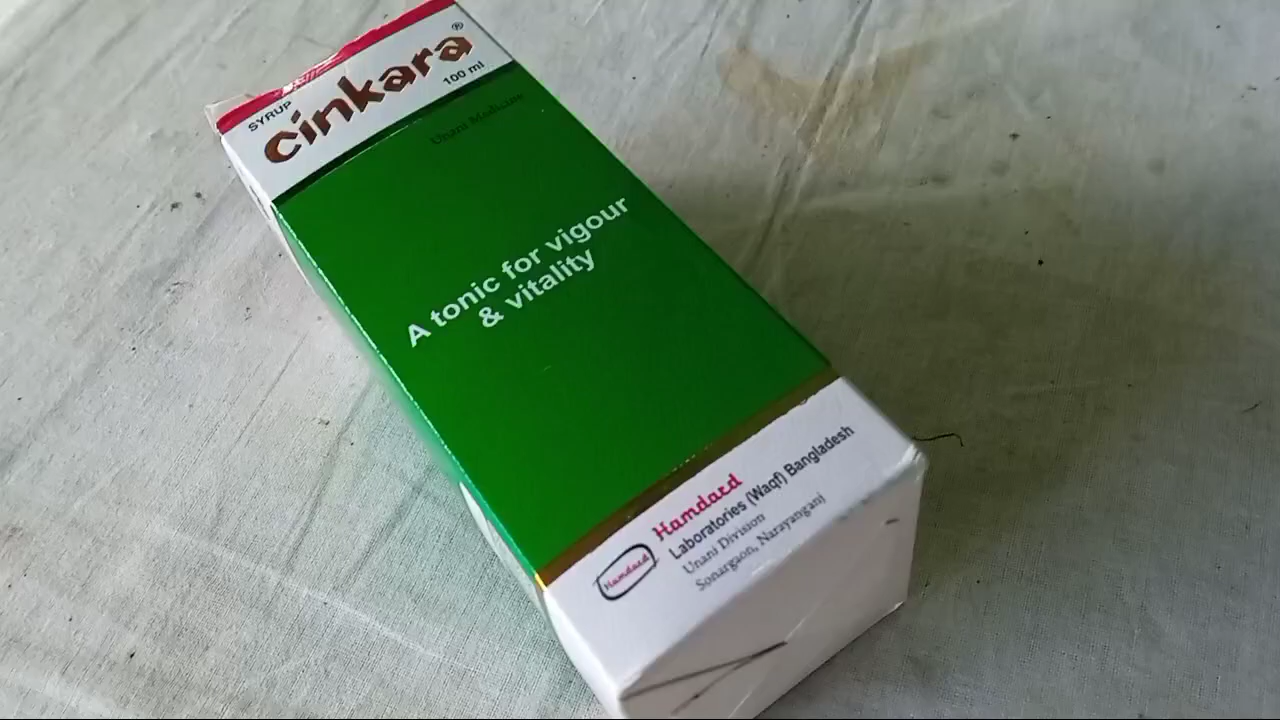 SYRUP
Cinkara®
100 ml
Unani Medicine
A tonic for vigour
& vitality
Hamdard
Hamdard
Laboratories (Waqf) Bangladesh
Unani Division
Sonargaon, Narayanganj